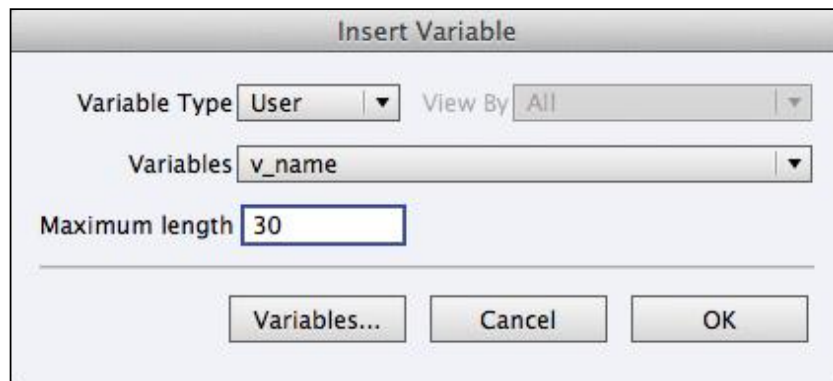 Insert Variable
Variable Type User View By All
Variables v_name
Maximum length 30
Variables... Cancel OK